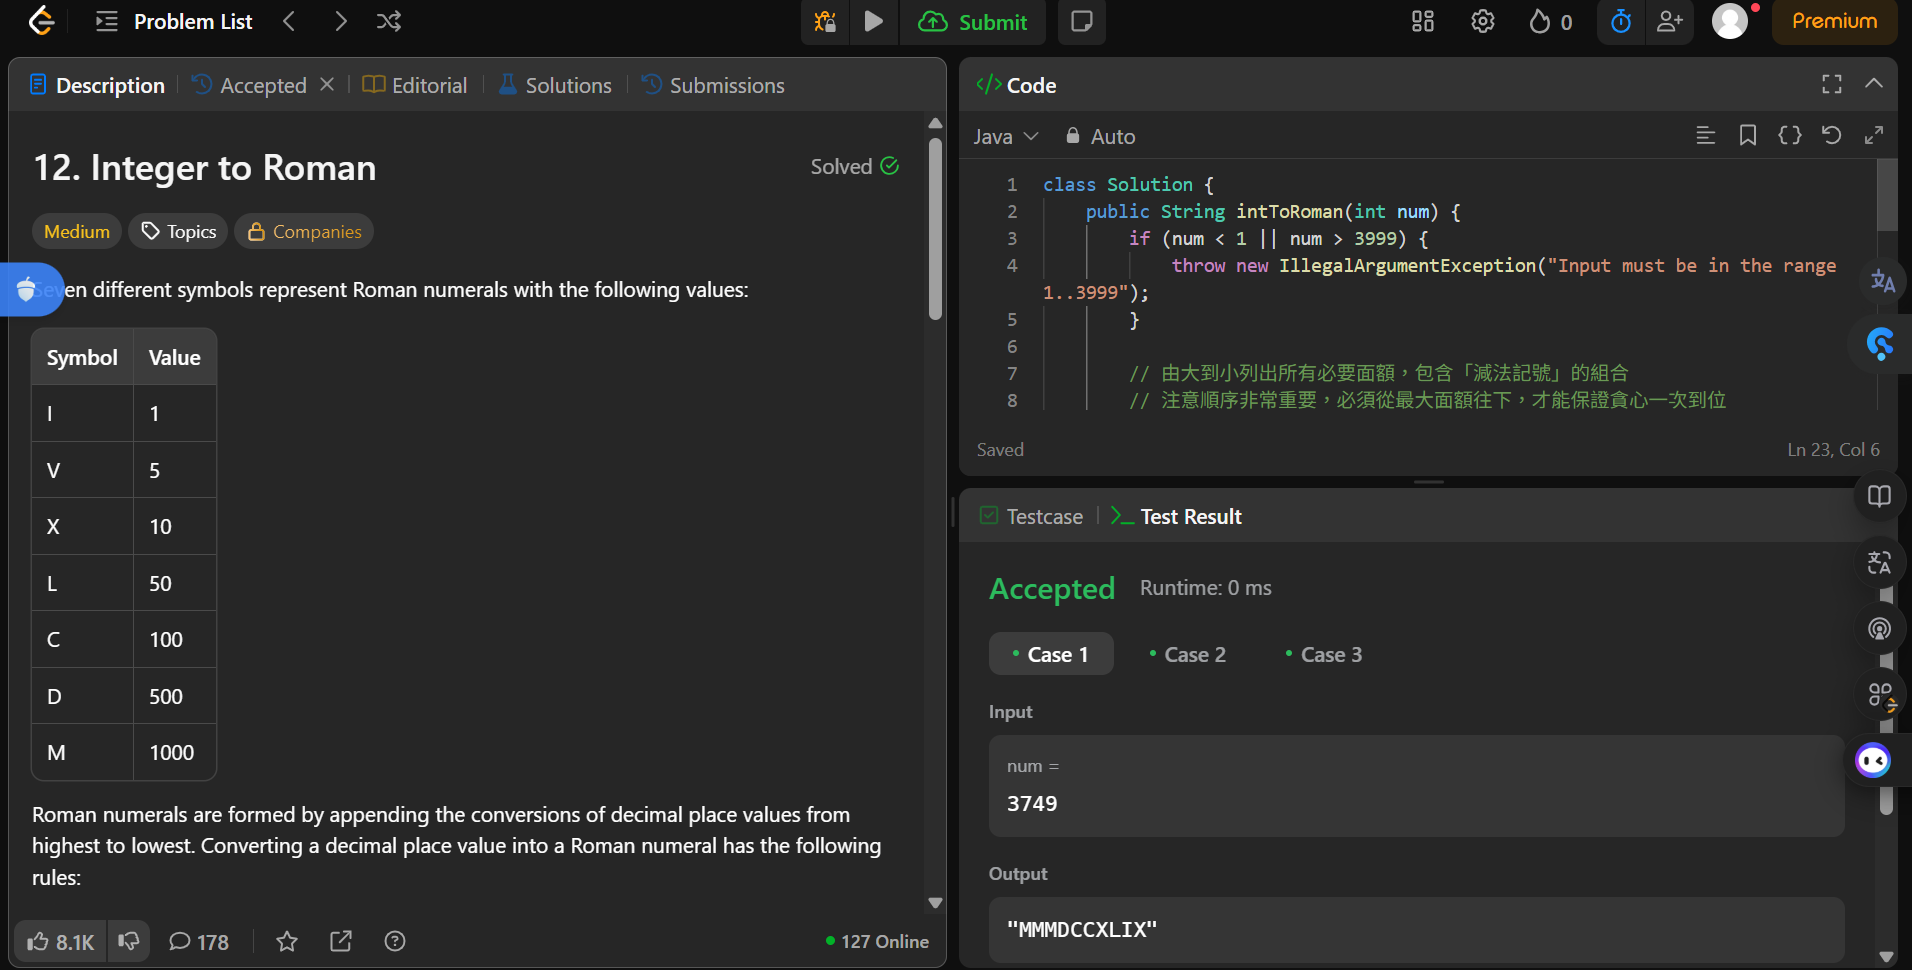 Problem List
Submit
0
Premium
Description
Accepted
Editorial
Solutions
Submissions
12. Integer to Roman
Solved
Medium
Topics
Companies
even different symbols represent Roman numerals with the following values:
Symbol Value
I 1
V 5
X 10
L 50
C 100
D 500
M 1000
Roman numerals are formed by appending the conversions of decimal place values from
highest to lowest. Converting a decimal place value into a Roman numeral has the following
rules:
8.1K
178
127 Online
</> Code
Java
Auto
1 class Solution {
2 public String intToRoman(int num) {
3 if (num < 1 || num > 3999) {
4 throw new IllegalArgumentException("Input must be in the range
1..3999");
5 }
6
7 // 由大到小列出所有必要面額，包含「減法記號」的組合
8 // 注意順序非常重要，必須從最大面額往下，才能保證貪心一次到位
Saved
Ln 23, Col 6
Testcase
Test Result
Accepted
Runtime: 0 ms
Case 1
Case 2
Case 3
Input
num =
3749
Output
"MMMDCCXLIX"